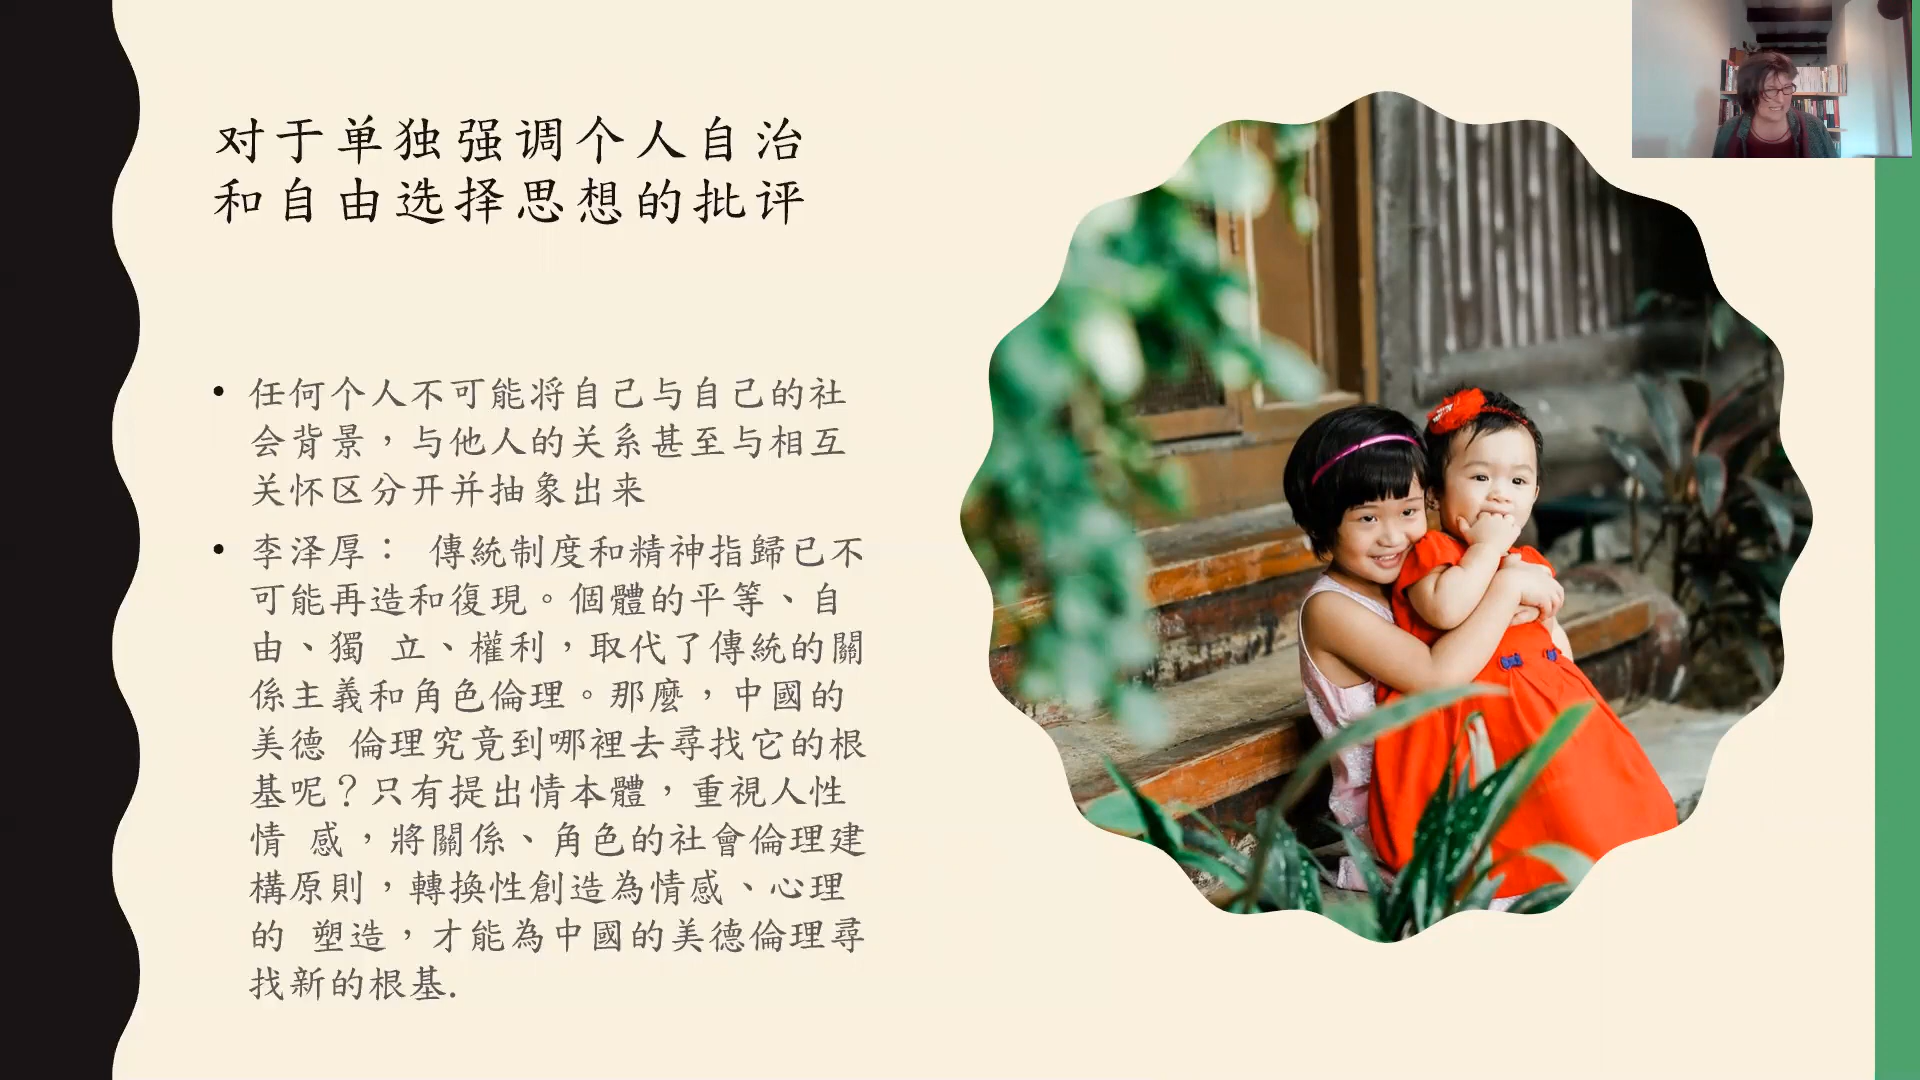 对于单独强调个人自治
和自由选择思想的批评
• 任何个人不可能将自己与自己的社
会背景，与他人的关系甚至与相互
关怀区分开并抽象出来
• 李泽厚： 傳統制度和精神指歸已不
可能再造和復現。個體的平等、自
由、獨 立、權利，取代了傳統的關
係主義和角色倫理。那麼，中國的
美德 倫理究竟到哪裡去尋找它的根
基呢？只有提出情本體，重視人性
情 感，將關係、角色的社會倫理建
構原則，轉換性創造為情感、心理
的 塑造，才能為中國的美德倫理尋
找新的根基.